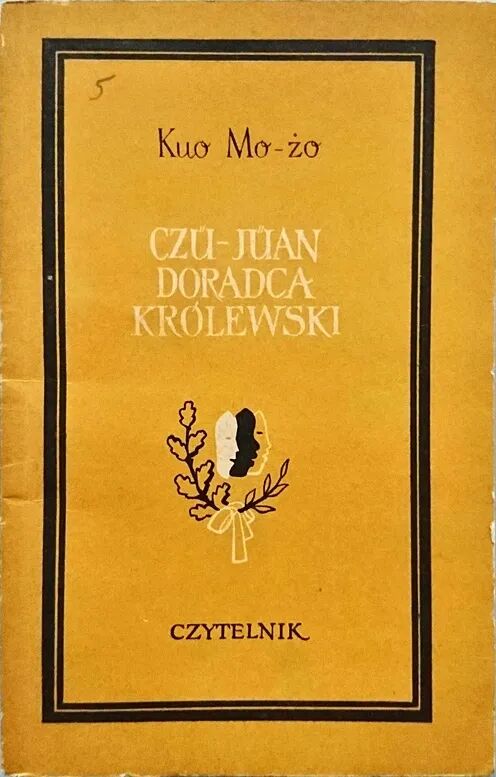 5
Kuo Mo-żo
CZÜ-JÜAN
DORADCA
KRÓLEWSKI
CZYTELNIK